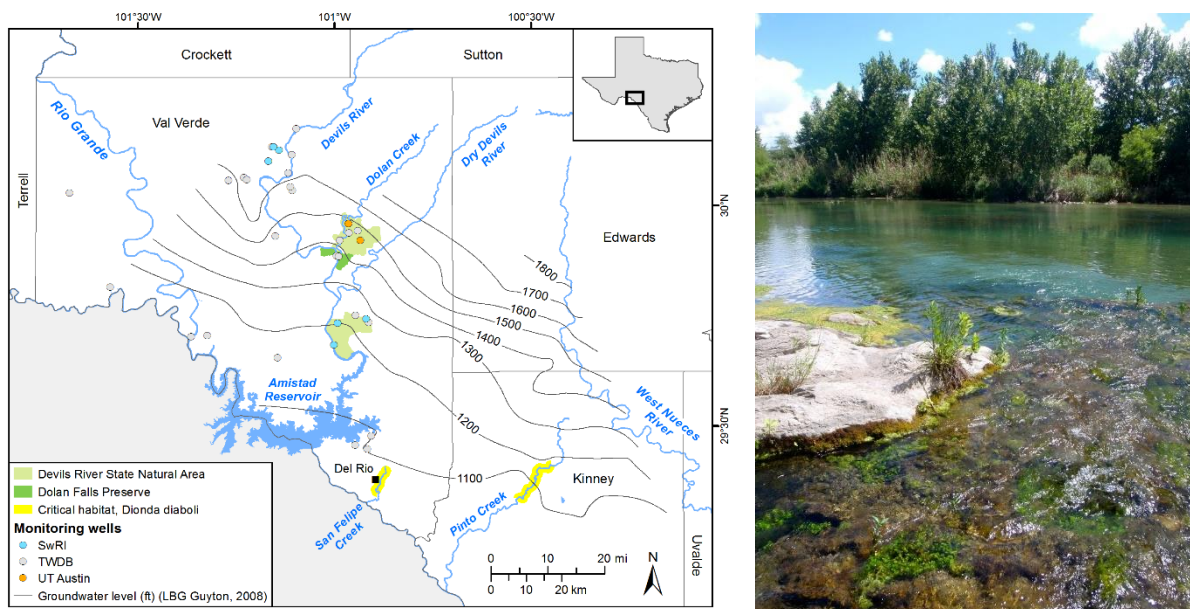 101°30'W
101°W
100°30'W
Crockett
Sutton
Rio Grande
Val Verde
Devils River
Dolan Creek
Dry Devils
River
Terrell
30°N
Edwards
1800
1700
1600
1500
1400
1300
1200
1100
Amistad
Reservoir
West Nueces
River
29°30'N
Del Rio
Kinney
San Felipe
Creek
Pinto Creek
Uvalde
Devils River State Natural Area
Dolan Falls Preserve
Critical habitat, Dionda diaboli
Monitoring wells
SwRI
TWDB
UT Austin
Groundwater level (ft) (LBG Guyton, 2008)
0 10 20 mi
0 10 20 km
N